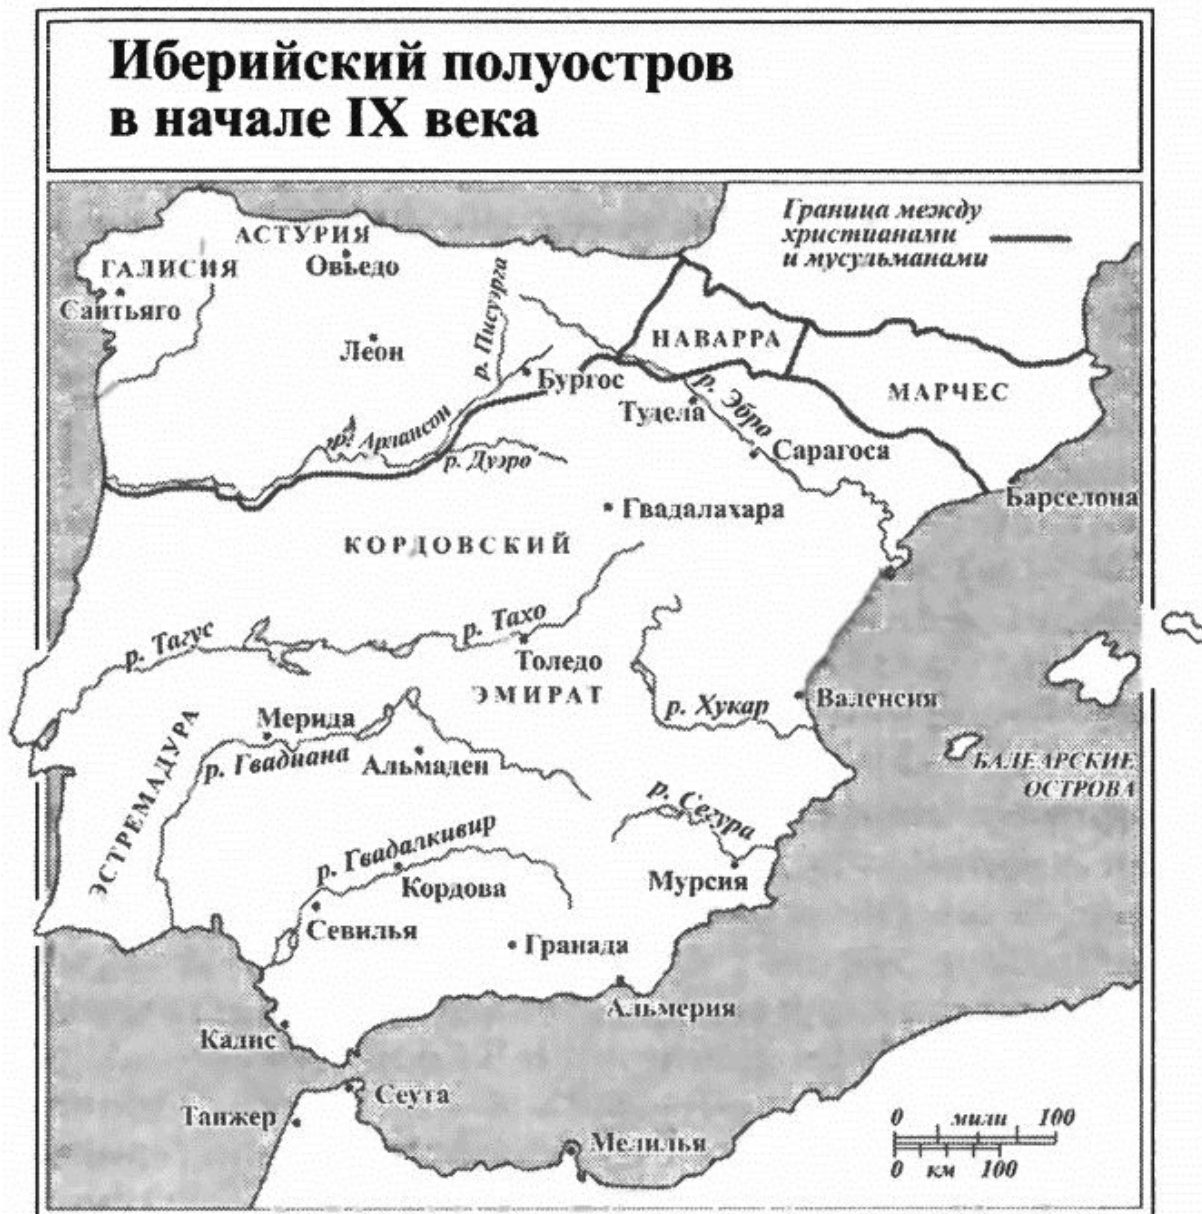 Иберийский полуостров
в начале IX века
Граница между
христианами
и мусульманами
АСТУРИЯ
Овьедо
ГАЛИСИЯ
Сантьяго
Леон
р. Писуэрга
Бургос
НАВАРРА
МАРЧЕС
р. Эбро
Тудела
Сарагоса
р. Арлансон
р. Дуэро
Барселона
Гвадалахара
КОРДОВСКИЙ
р. Тахо
р. Тагус
Толедо
ЭМИРАТ
р. Хукар
Валенсия
Мерида
р. Гвадиана
Альмаден
БАЛЕАРСКИЕ
ОСТРОВА
ЭСТРЕМАДУРА
р. Сегура
Мурсия
р. Гвадалкивир
Кордова
Севилья
Гранада
Альмерия
Кадис
Сеута
Танжер
Мелилья
0 мили 100
0 км 100